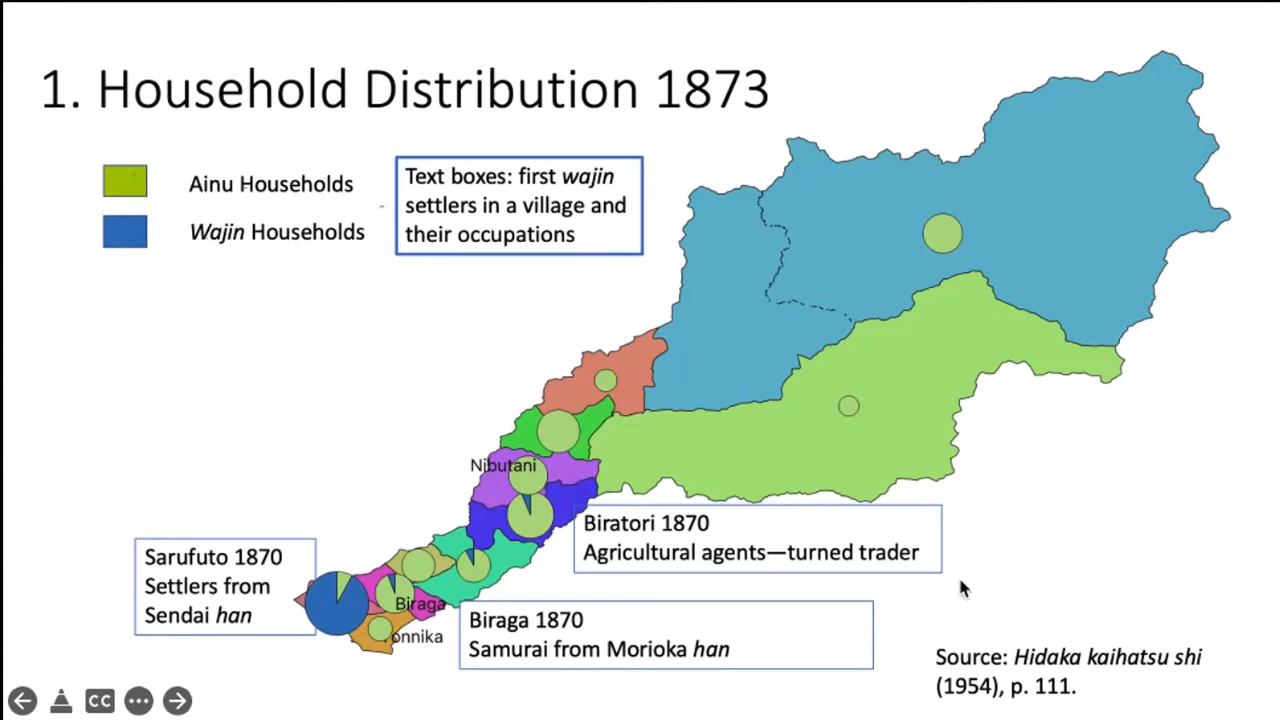 1. Household Distribution 1873
Ainu Households
Wajin Households
Text boxes: first wajin
settlers in a village and
their occupations
Nibutani
Biratori 1870
Agricultural agents—turned trader
Sarufuto 1870
Settlers from
Sendai han
Biraga
onnika
Biraga 1870
Samurai from Morioka han
Source: Hidaka kaihatsu shi
(1954), p. 111.
CC